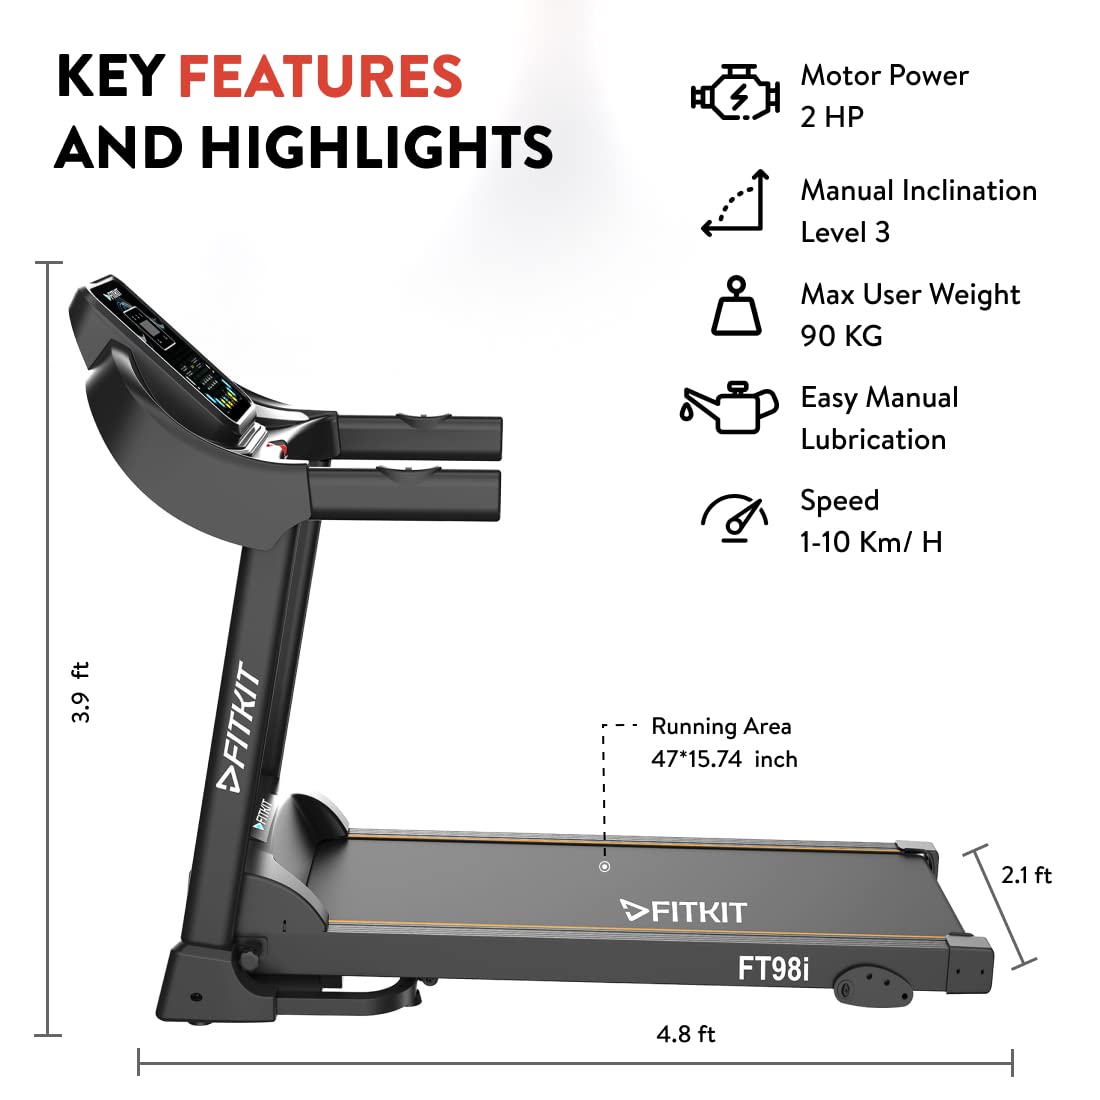 KEY FEATURES
AND HIGHLIGHTS
Motor Power
2 HP
Manual Inclination
Level 3
Max User Weight
90 KG
Easy Manual
Lubrication
Speed
1-10 Km/ H
3.9 ft
FITKIT
FITKIT
Running Area
47*15.74 inch
2.1 ft
FITKIT
FT98i
4.8 ft